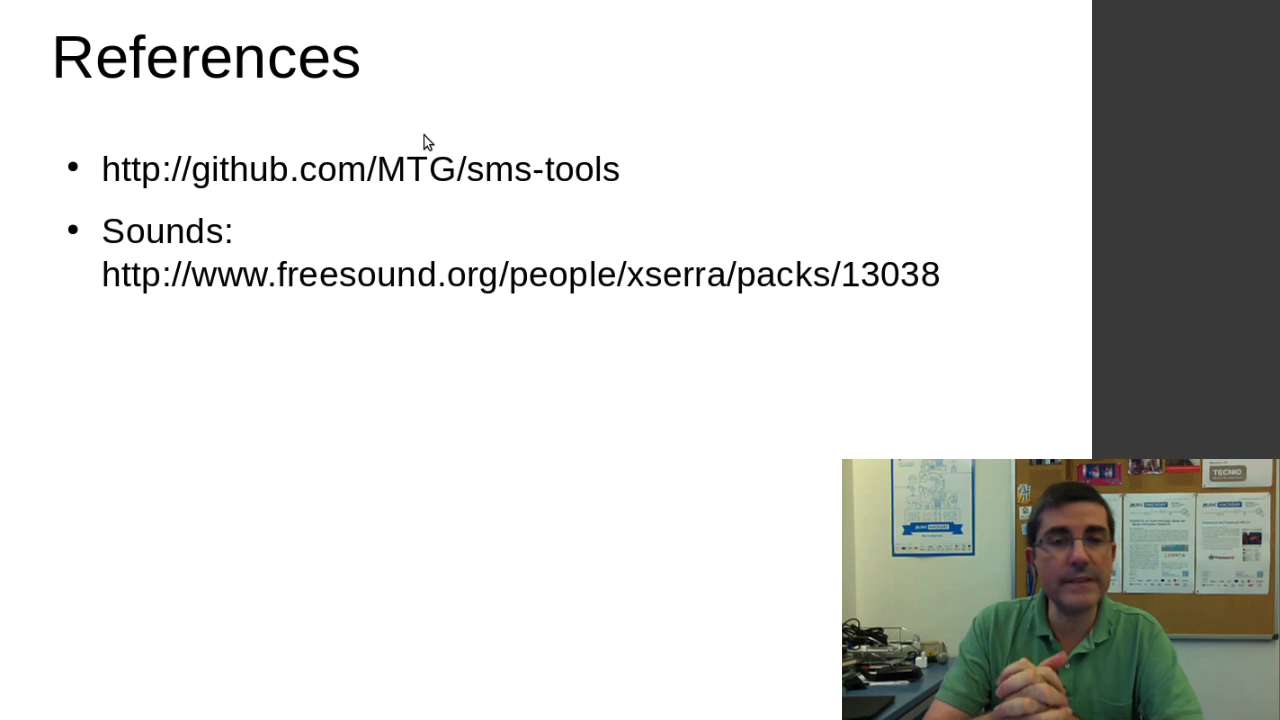 References
• http://github.com/MTG/sms-tools
• Sounds:
http://www.freesound.org/people/xserra/packs/13038
TECNIO